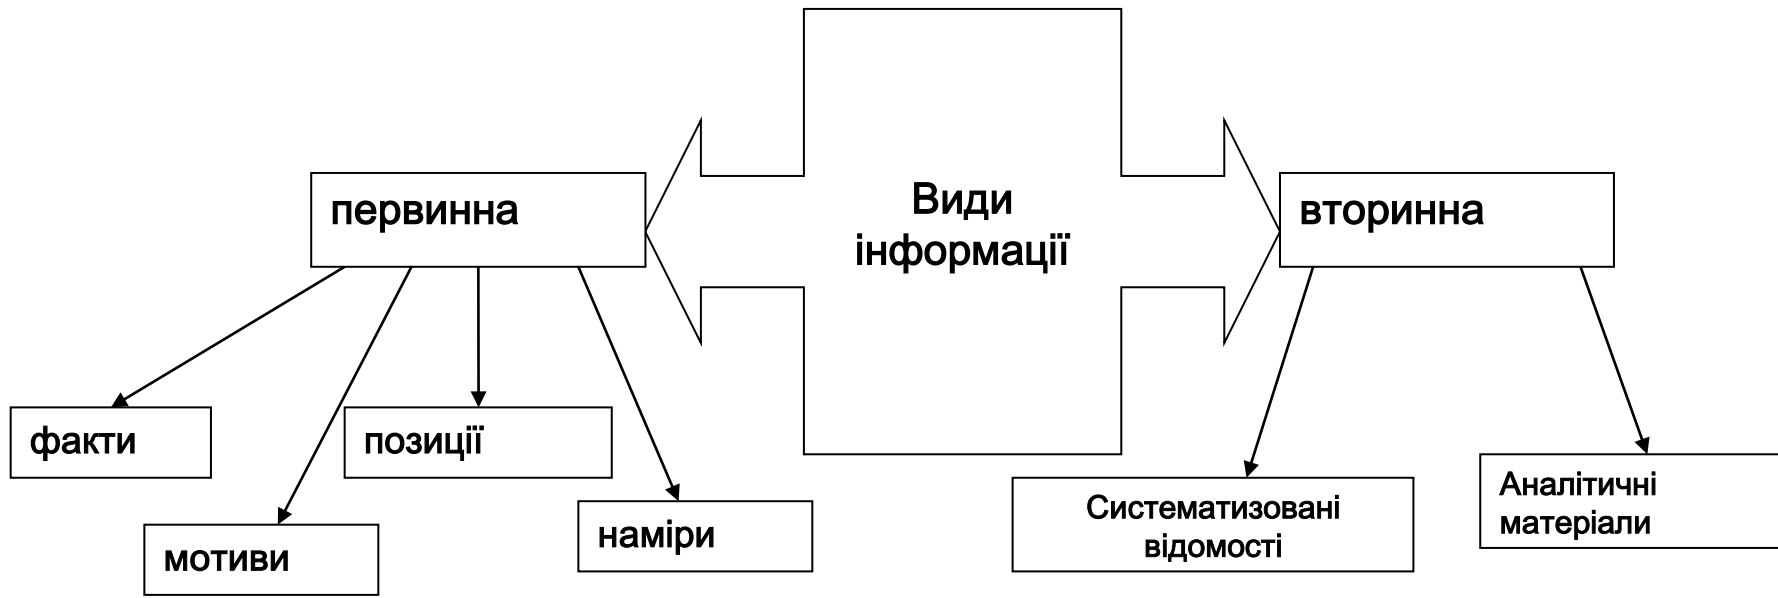 Види
інформації
первинна
вторинна
факти
мотиви
позиції
наміри
Систематизовані
відомості
Аналітичні
матеріали